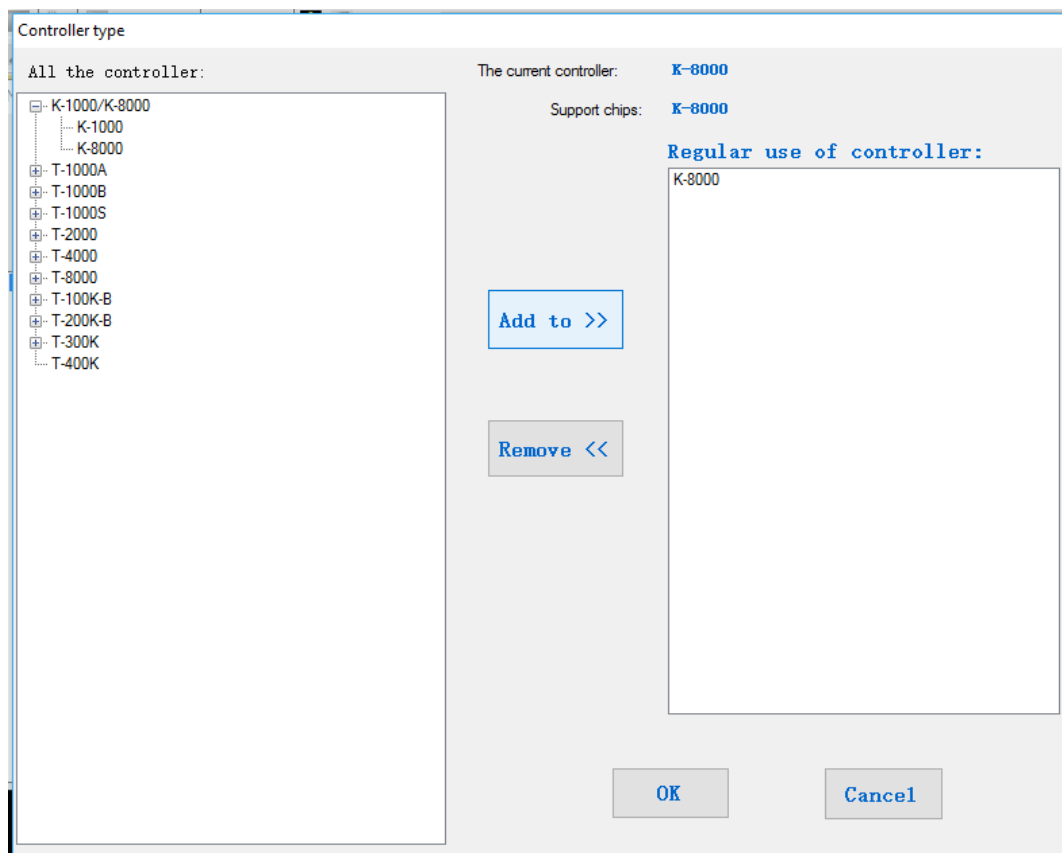 Controller type
All the controller:
K-1000/K-8000
K-1000
K-8000
T-1000A
T-1000B
T-1000S
T-2000
T-4000
T-8000
T-100K-B
T-200K-B
T-300K
T-400K
The current controller: K-8000
Support chips: K-8000
Regular use of controller:
K-8000
Add to >>
Remove <<
OK
Cancel